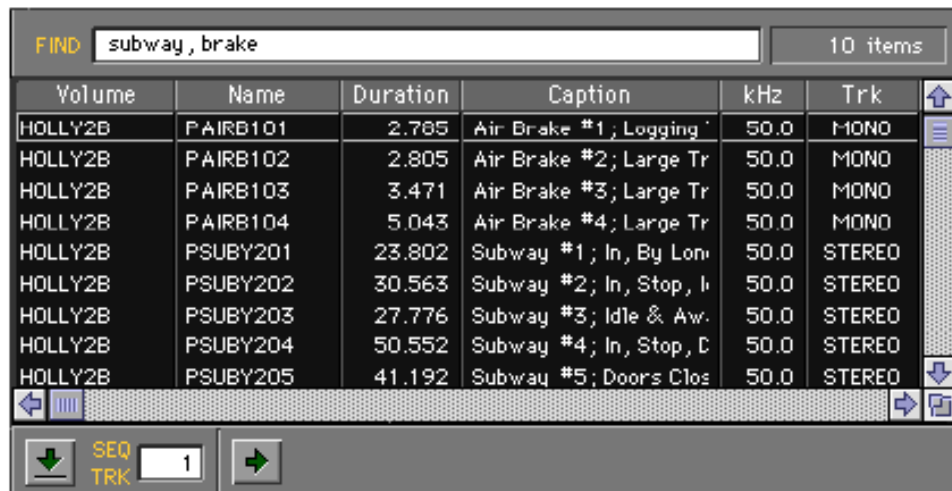 FIND subway, brake 10 items
Volume Name Duration Caption kHz Trk
HOLLY2B PAIRB101 2.785 Air Brake #1; Logging 50.0 MONO
HOLLY2B PAIRB102 2.805 Air Brake #2; Large Tr 50.0 MONO
HOLLY2B PAIRB103 3.471 Air Brake #3; Large Tr 50.0 MONO
HOLLY2B PAIRB104 5.043 Air Brake #4; Large Tr 50.0 MONO
HOLLY2B PSUBY201 23.802 Subway #1; In, By Lon 50.0 STEREO
HOLLY2B PSUBY202 30.563 Subway #2; In, Stop, 50.0 STEREO
HOLLY2B PSUBY203 27.776 Subway #3; Idle & Aw 50.0 STEREO
HOLLY2B PSUBY204 50.552 Subway #4; In, Stop, 50.0 STEREO
HOLLY2B PSUBY205 41.192 Subway #5; Doors Clos 50.0 STEREO
SEQ TRK 1